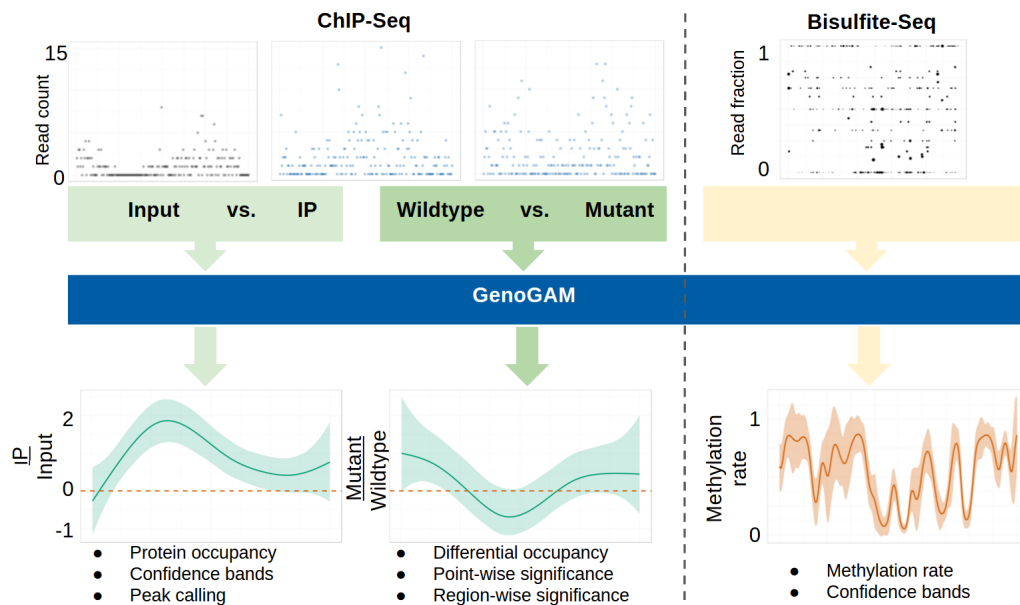 ChIP-Seq
Bisulfite-Seq
15
Read count
0
1
Read fraction
0
Input vs. IP
Wildtype vs. Mutant
GenoGAM
2
IP
Input
0
-1
Mutant
Wildtype
Methylation
rate
1
0
● Protein occupancy
● Confidence bands
● Peak calling
● Differential occupancy
● Point-wise significance
● Region-wise significance
● Methylation rate
● Confidence bands